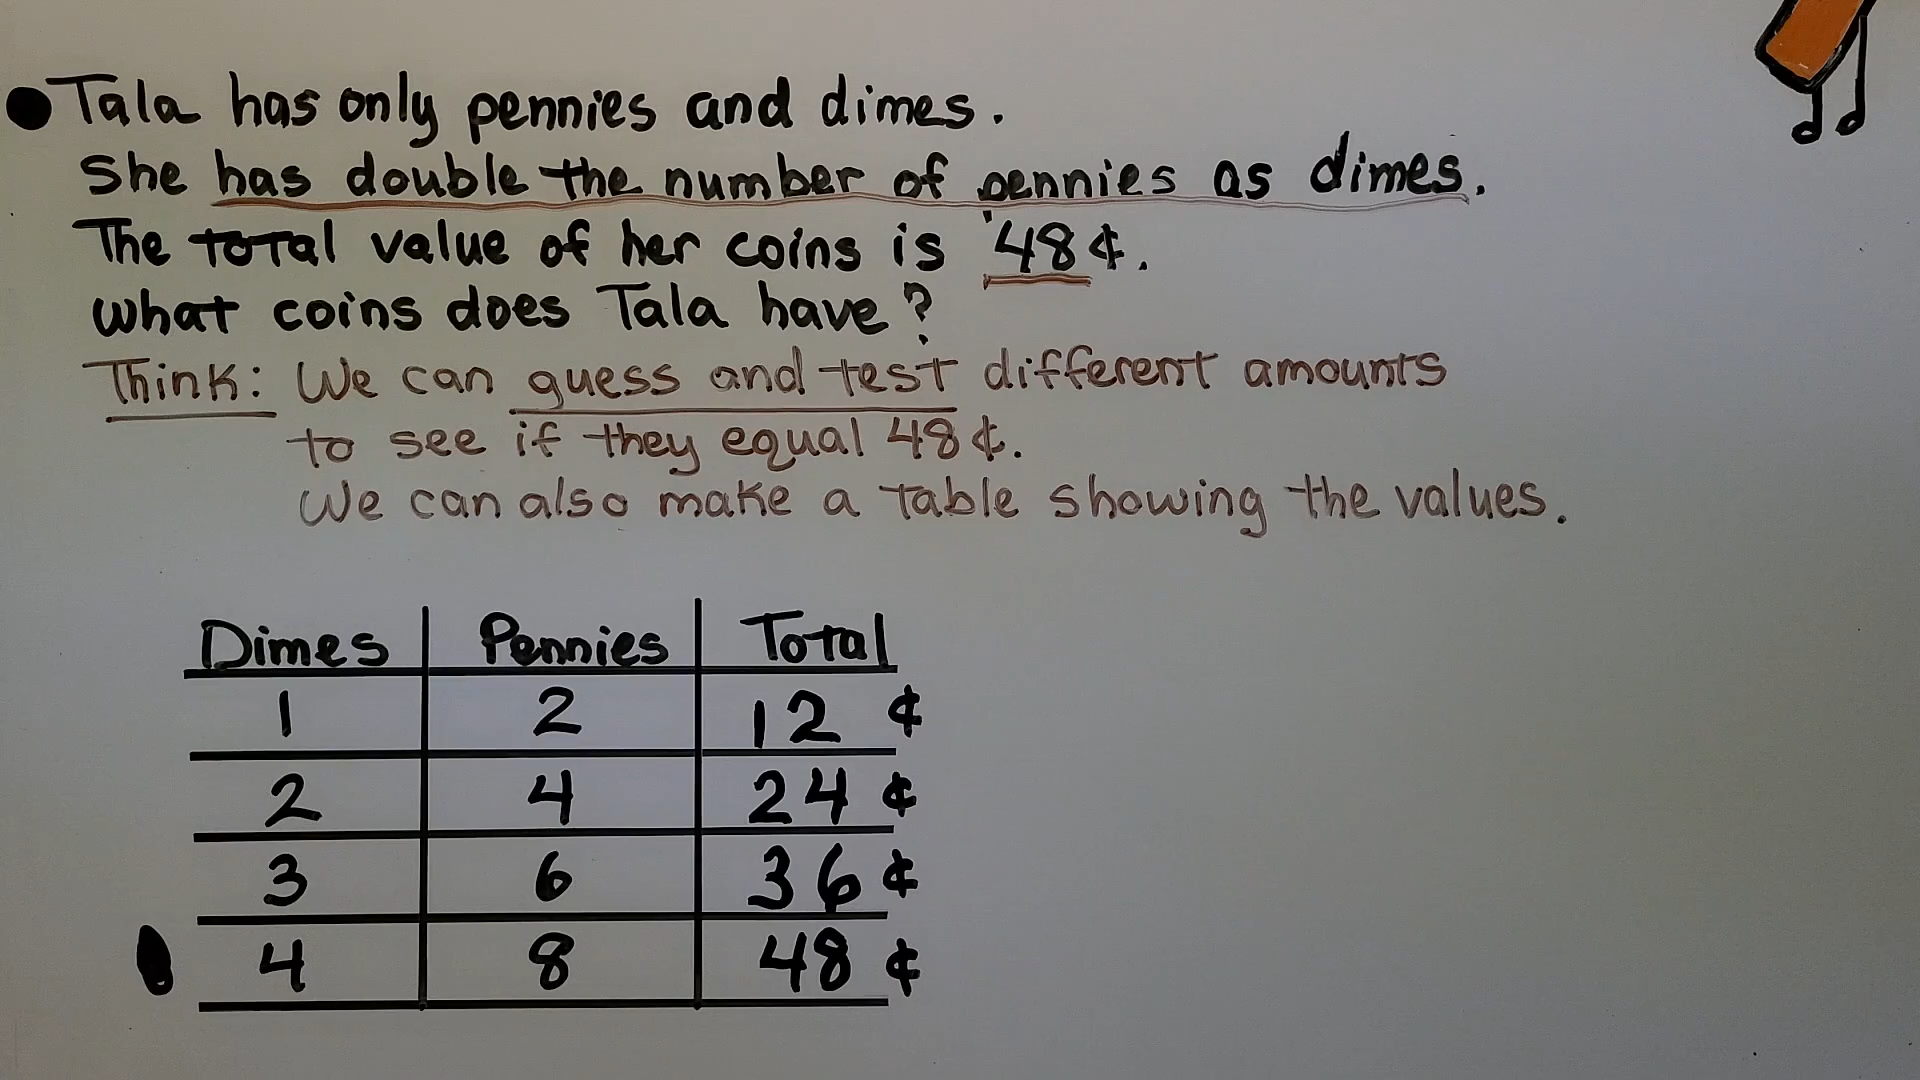 Tala has only pennies and dimes.
She has double the number of pennies as dimes.
The total value of her coins is 48¢.
What coins does Tala have?
Think: We can guess and test different amounts
to see if they equal 48¢.
We can also make a table showing the values.
Dimes Pennies Total
1 2 12 ¢
2 4 24 ¢
3 6 36 ¢
4 8 48 ¢